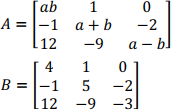 A = [ab 1 0
-1 a + b -2
12 -9 a - b]
B = [4 1 0
-1 5 -2
12 -9 -3]